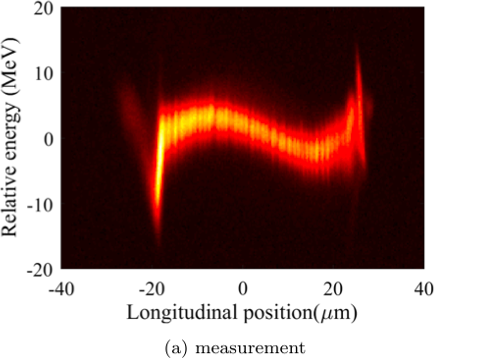 20
10
0
-10
-20
Relative energy (MeV)
-40 -20 0 20 40
Longitudinal position(μm)
(a) measurement